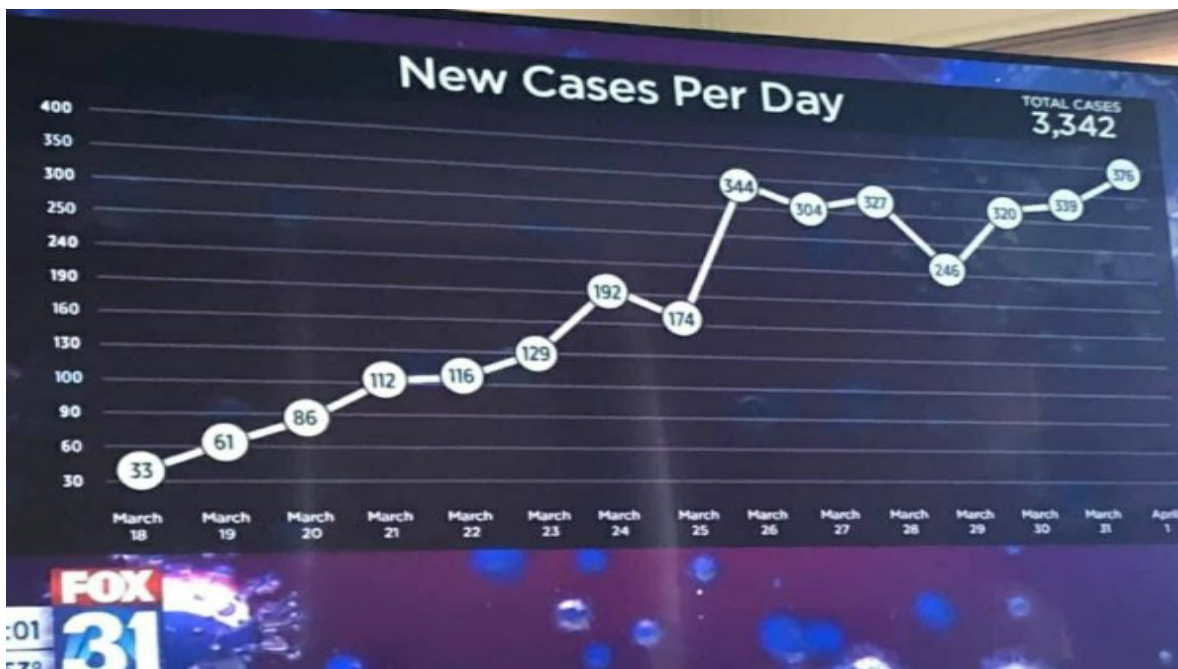 New Cases Per Day
TOTAL CASES
3,342
400
350
300
250
240
190
160
130
100
90
60
30
33
61
86
112
116
129
192
174
344
304
327
246
320
339
376
March 18
March 19
March 20
March 21
March 22
March 23
March 24
March 25
March 26
March 27
March 28
March 29
March 30
March 31
April 1
FOX
31
:01